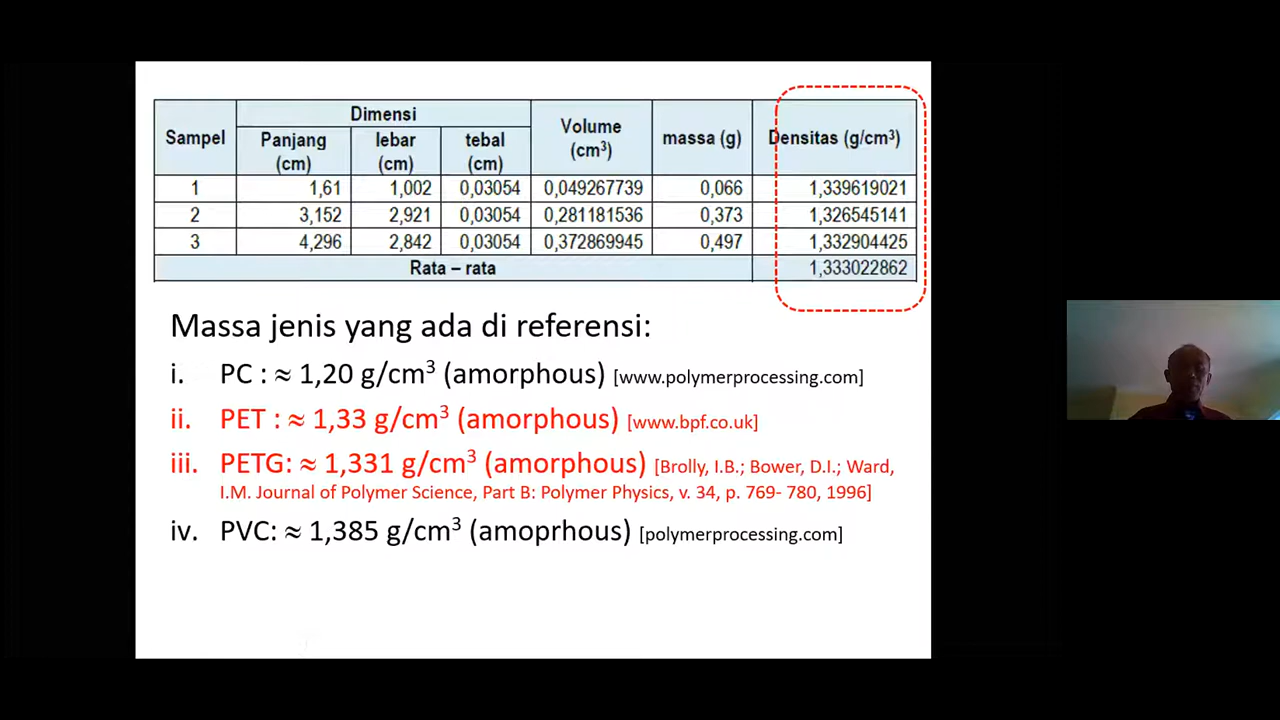 Sampel Dimensi Volume (cm³) massa (g) Densitas (g/cm³)
Panjang (cm) lebar (cm) tebal (cm)
1 1,61 1,002 0,03054 0,049267739 0,066 1,339619021
2 3,152 2,921 0,03054 0,281181536 0,373 1,326545141
3 4,296 2,842 0,03054 0,372869945 0,497 1,332904425
Rata – rata 1,333022862
Massa jenis yang ada di referensi:
i. PC : ≈ 1,20 g/cm³ (amorphous) [www.polymerprocessing.com]
ii. PET : ≈ 1,33 g/cm³ (amorphous) [www.bpf.co.uk]
iii. PETG: ≈ 1,331 g/cm³ (amorphous) [Brolly, I.B.; Bower, D.I.; Ward,
I.M. Journal of Polymer Science, Part B: Polymer Physics, v. 34, p. 769- 780, 1996]
iv. PVC: ≈ 1,385 g/cm³ (amoprhous) [polymerprocessing.com]